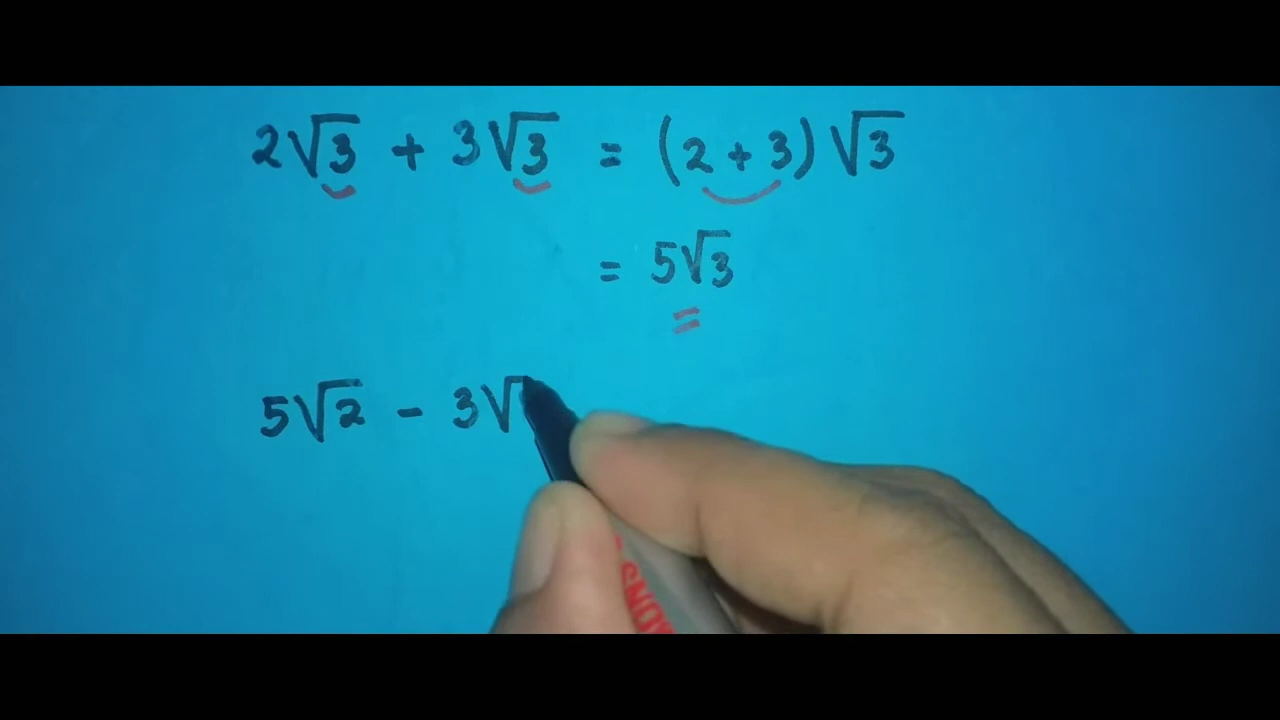 2√3 + 3√3 = (2 + 3) √3
= 5√3
5√2 - 3√